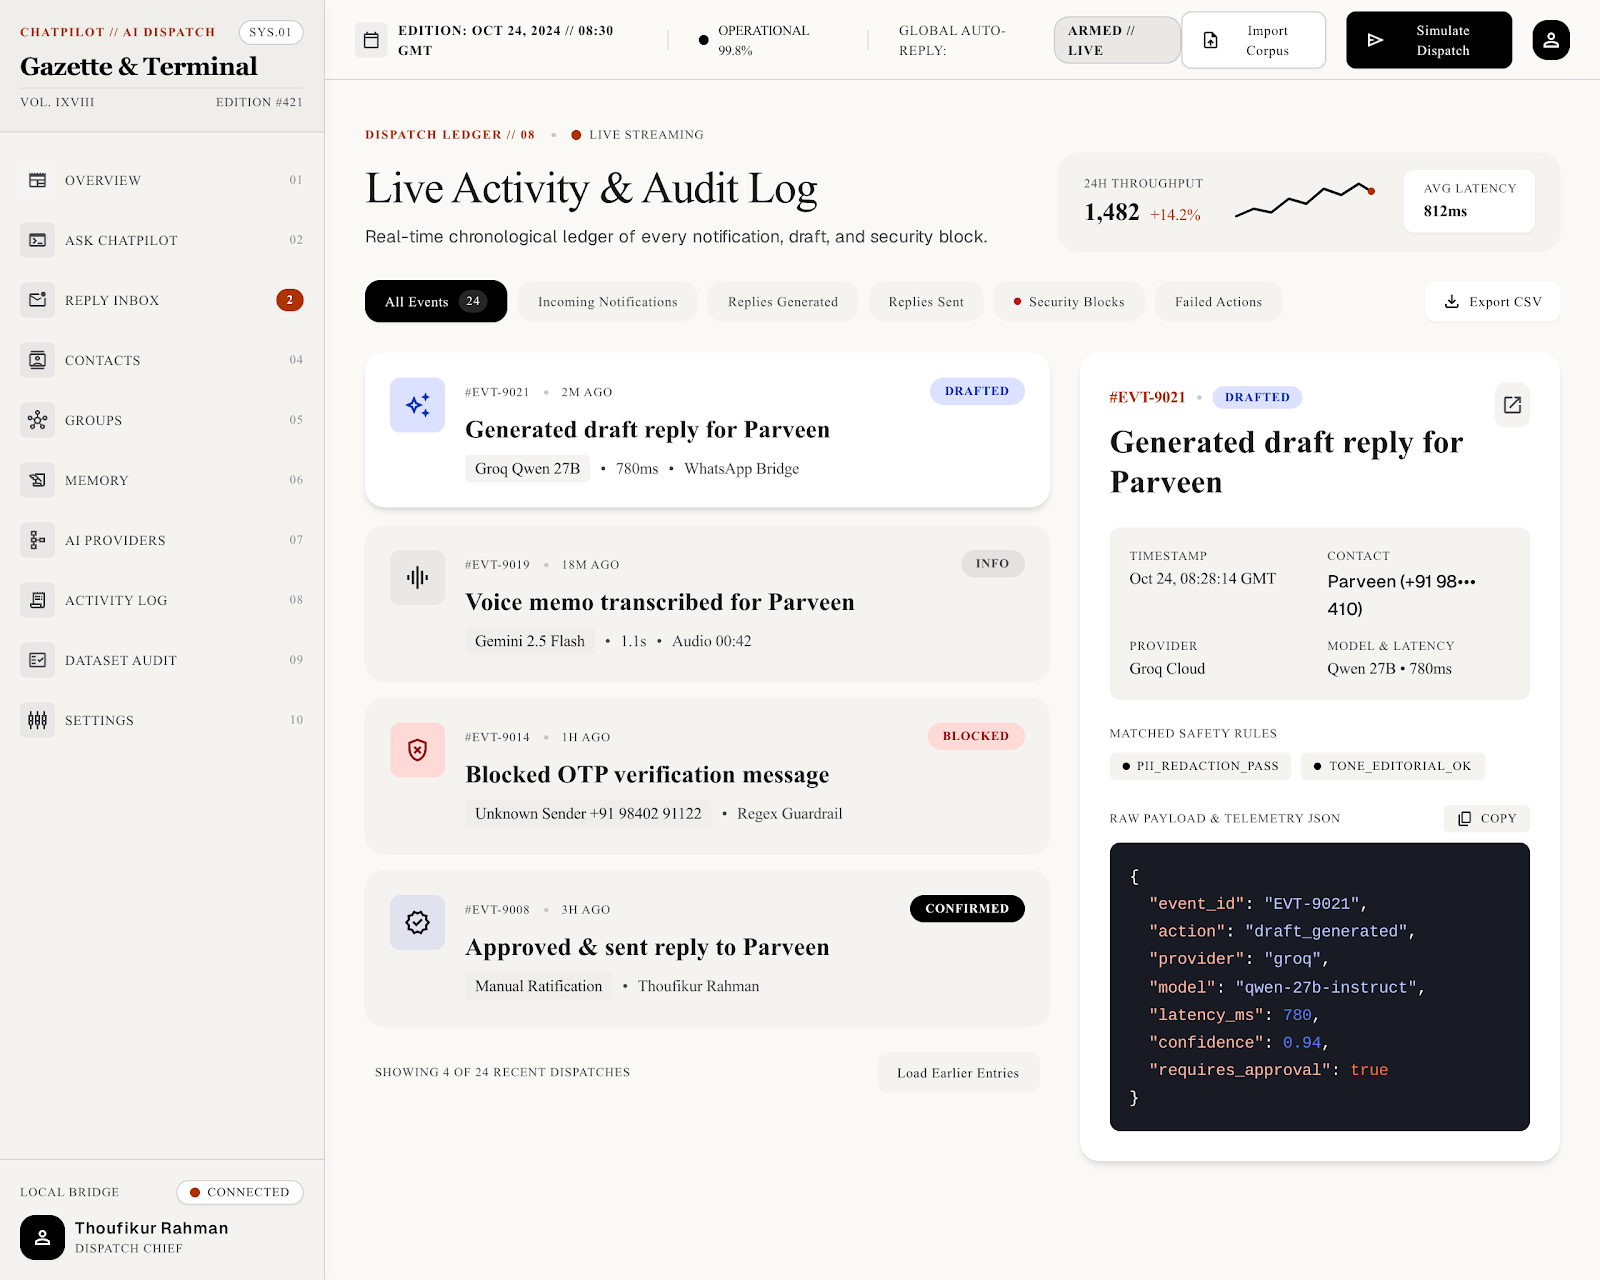 CHATPILOT // AI DISPATCH
SYS.01
Gazette & Terminal
VOL. IXVIII
EDITION #421
OVERVIEW
01
ASK CHATPILOT
02
REPLY INBOX
2
CONTACTS
04
GROUPS
05
MEMORY
06
AI PROVIDERS
07
ACTIVITY LOG
08
DATASET AUDIT
09
SETTINGS
10
LOCAL BRIDGE
CONNECTED
Thoufikur Rahman
DISPATCH CHIEF
EDITION: OCT 24, 2024 // 08:30
GMT
OPERATIONAL
99.8%
GLOBAL AUTO-
REPLY:
ARMED //
LIVE
Import
Corpus
Simulate
Dispatch
DISPATCH LEDGER // 08
LIVE STREAMING
Live Activity & Audit Log
Real-time chronological ledger of every notification, draft, and security block.
24H THROUGHPUT
1,482 +14.2%
AVG LATENCY
812ms
All Events 24
Incoming Notifications
Replies Generated
Replies Sent
Security Blocks
Failed Actions
Export CSV
#EVT-9021 • 2M AGO
DRAFTED
Generated draft reply for Parveen
Groq Qwen 27B • 780ms • WhatsApp Bridge
#EVT-9019 • 18M AGO
INFO
Voice memo transcribed for Parveen
Gemini 2.5 Flash • 1.1s • Audio 00:42
#EVT-9014 • 1H AGO
BLOCKED
Blocked OTP verification message
Unknown Sender +91 98402 91122 • Regex Guardrail
#EVT-9008 • 3H AGO
CONFIRMED
Approved & sent reply to Parveen
Manual Ratification • Thoufikur Rahman
SHOWING 4 OF 24 RECENT DISPATCHES
Load Earlier Entries
#EVT-9021 • DRAFTED
Generated draft reply for
Parveen
TIMESTAMP
Oct 24, 08:28:14 GMT
CONTACT
Parveen (+91 98•••
410)
PROVIDER
Groq Cloud
MODEL & LATENCY
Qwen 27B • 780ms
MATCHED SAFETY RULES
PII_REDACTION_PASS
TONE_EDITORIAL_OK
RAW PAYLOAD & TELEMETRY JSON
COPY
{
"event_id": "EVT-9021",
"action": "draft_generated",
"provider": "groq",
"model": "qwen-27b-instruct",
"latency_ms": 780,
"confidence": 0.94,
"requires_approval": true
}